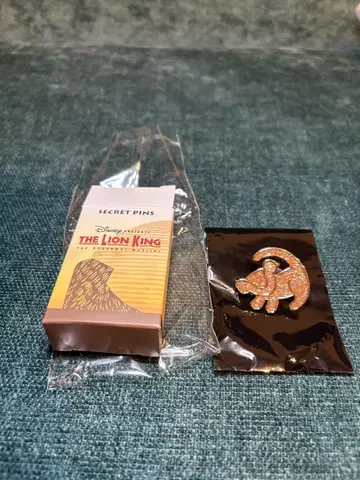 SECRET PINS
Disney PRESENTS
THE LION KING
THE BROADWAY MUSICAL